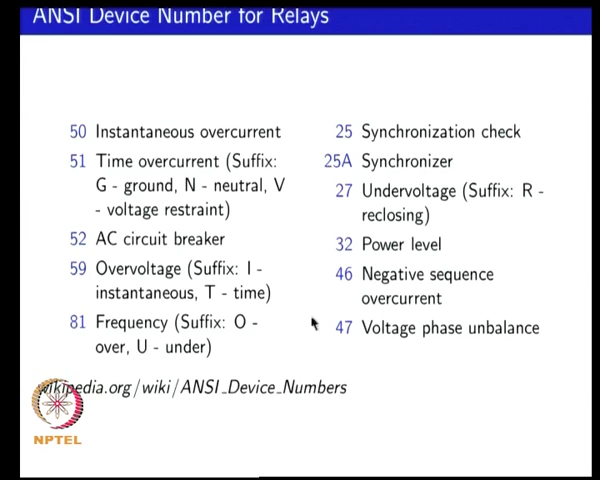 ANSI Device Number for Relays
50 Instantaneous overcurrent
51 Time overcurrent (Suffix:
G - ground, N - neutral, V
- voltage restraint)
52 AC circuit breaker
59 Overvoltage (Suffix: I -
instantaneous, T - time)
81 Frequency (Suffix: O -
over, U - under)
25 Synchronization check
25A Synchronizer
27 Undervoltage (Suffix: R -
reclosing)
32 Power level
46 Negative sequence
overcurrent
47 Voltage phase unbalance
wikipedia.org/wiki/ANSI_Device_Numbers
NPTEL